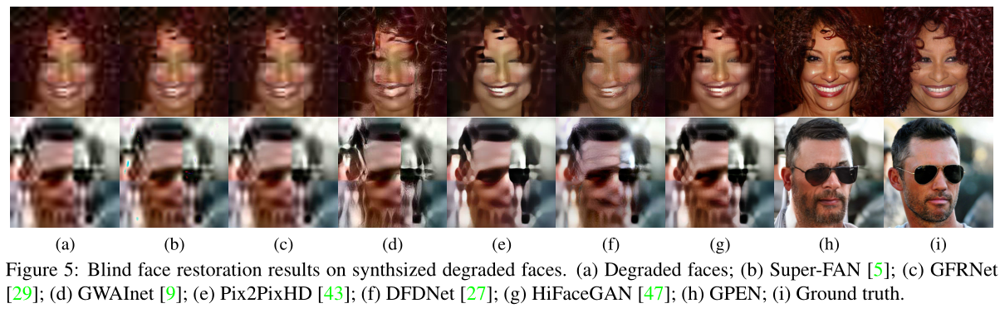 (a) (b) (c) (d) (e) (f) (g) (h) (i)
Figure 5: Blind face restoration results on synthsized degraded faces. (a) Degraded faces; (b) Super-FAN [5]; (c) GFRNet
[29]; (d) GWAInet [9]; (e) Pix2PixHD [43]; (f) DFDNet [27]; (g) HiFaceGAN [47]; (h) GPEN; (i) Ground truth.